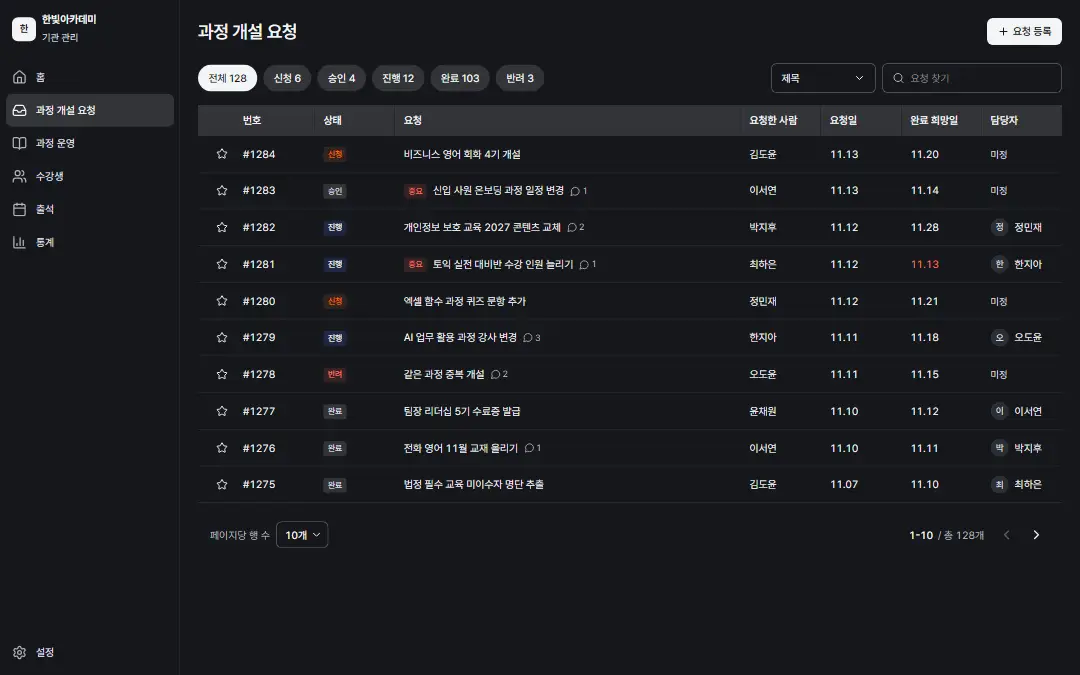 한
한빛아카데미
기관 관리
홈
과정 개설 요청
과정 운영
수강생
출석
통계
설정
과정 개설 요청
요청 등록
전체 128 신청 6 승인 4 진행 12 완료 103 반려 3
제목
요청 찾기
번호 상태 요청 요청한 사람 요청일 완료 희망일 담당자
#1284 신청 비즈니스 영어 회화 4기 개설 김도윤 11.13 11.20 미정
#1283 승인 중요 신입 사원 온보딩 과정 일정 변경 1 이서연 11.13 11.14 미정
#1282 진행 개인정보 보호 교육 2027 콘텐츠 교체 2 박지후 11.12 11.28 정 정민재
#1281 진행 중요 토익 실전 대비반 수강 인원 늘리기 1 최하은 11.12 11.13 한 한지아
#1280 신청 엑셀 함수 과정 퀴즈 문항 추가 정민재 11.12 11.21 미정
#1279 진행 AI 업무 활용 과정 강사 변경 3 한지아 11.11 11.18 오 오도윤
#1278 반려 같은 과정 중복 개설 2 오도윤 11.11 11.15 미정
#1277 완료 팀장 리더십 5기 수료증 발급 윤채원 11.10 11.12 이 이서연
#1276 완료 전화 영어 11월 교재 올리기 1 이서연 11.10 11.11 박 박지후
#1275 완료 법정 필수 교육 미이수자 명단 추출 김도윤 11.07 11.10 최 최하은
페이지당 행 수 10개 1-10 / 총 128개